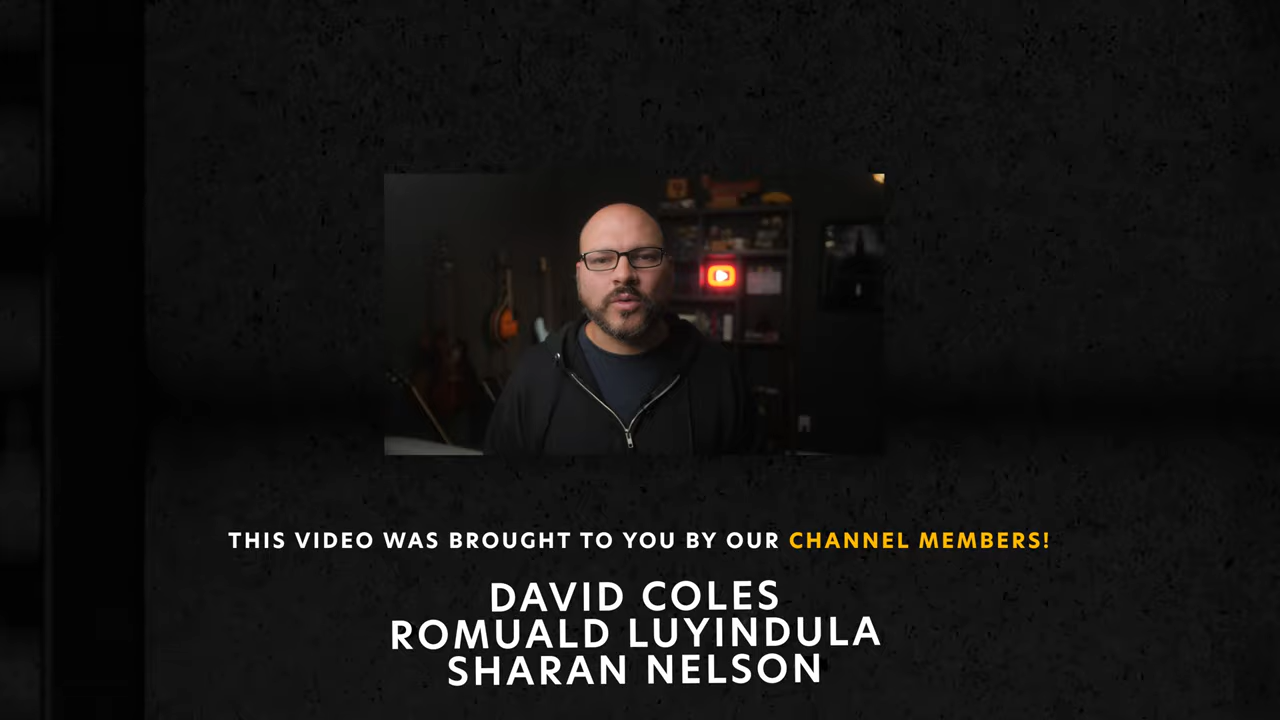 THIS VIDEO WAS BROUGHT TO YOU BY OUR CHANNEL MEMBERS!
DAVID COLES
ROMUALD LUYINDULA
SHARAN NELSON